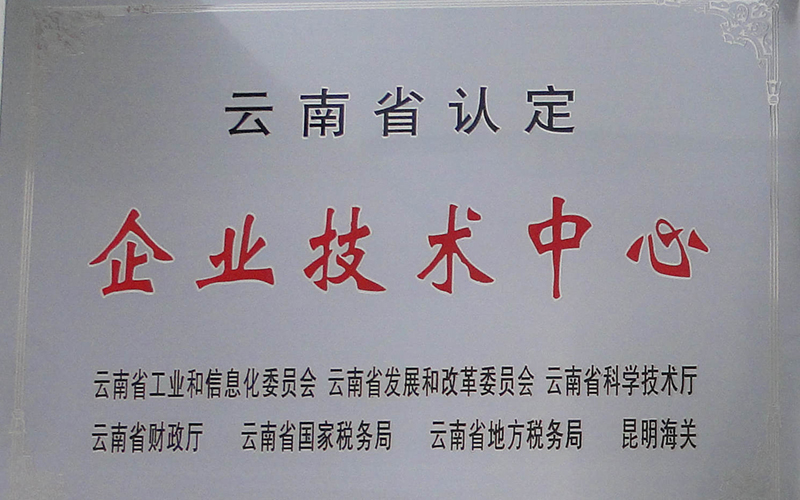 云南省认定
企业技术中心
云南省工业和信息化委员会 云南省发展和改革委员会 云南省科学技术厅
云南省财政厅 云南省国家税务局 云南省地方税务局 昆明海关